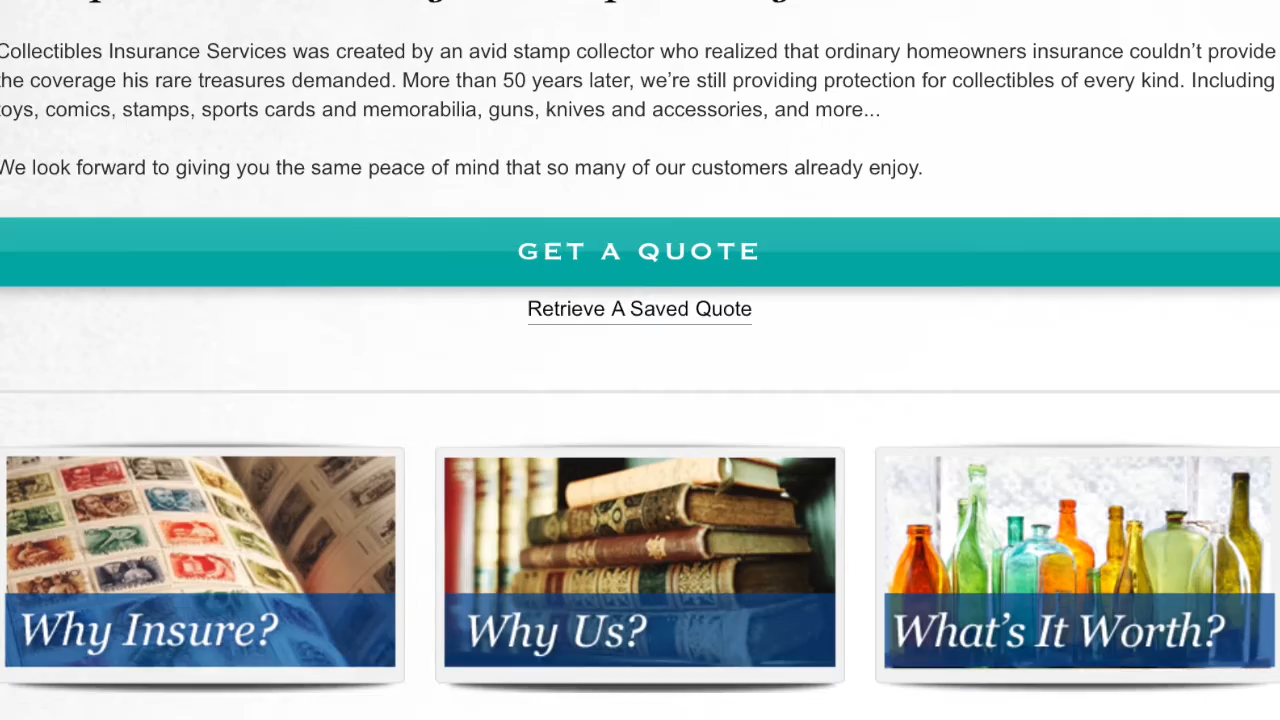 Collectibles Insurance Services was created by an avid stamp collector who realized that ordinary homeowners insurance couldn’t provide
the coverage his rare treasures demanded. More than 50 years later, we’re still providing protection for collectibles of every kind. Including
toys, comics, stamps, sports cards and memorabilia, guns, knives and accessories, and more...
We look forward to giving you the same peace of mind that so many of our customers already enjoy.
GET A QUOTE
Retrieve A Saved Quote
Why Insure?
Why Us?
What’s It Worth?